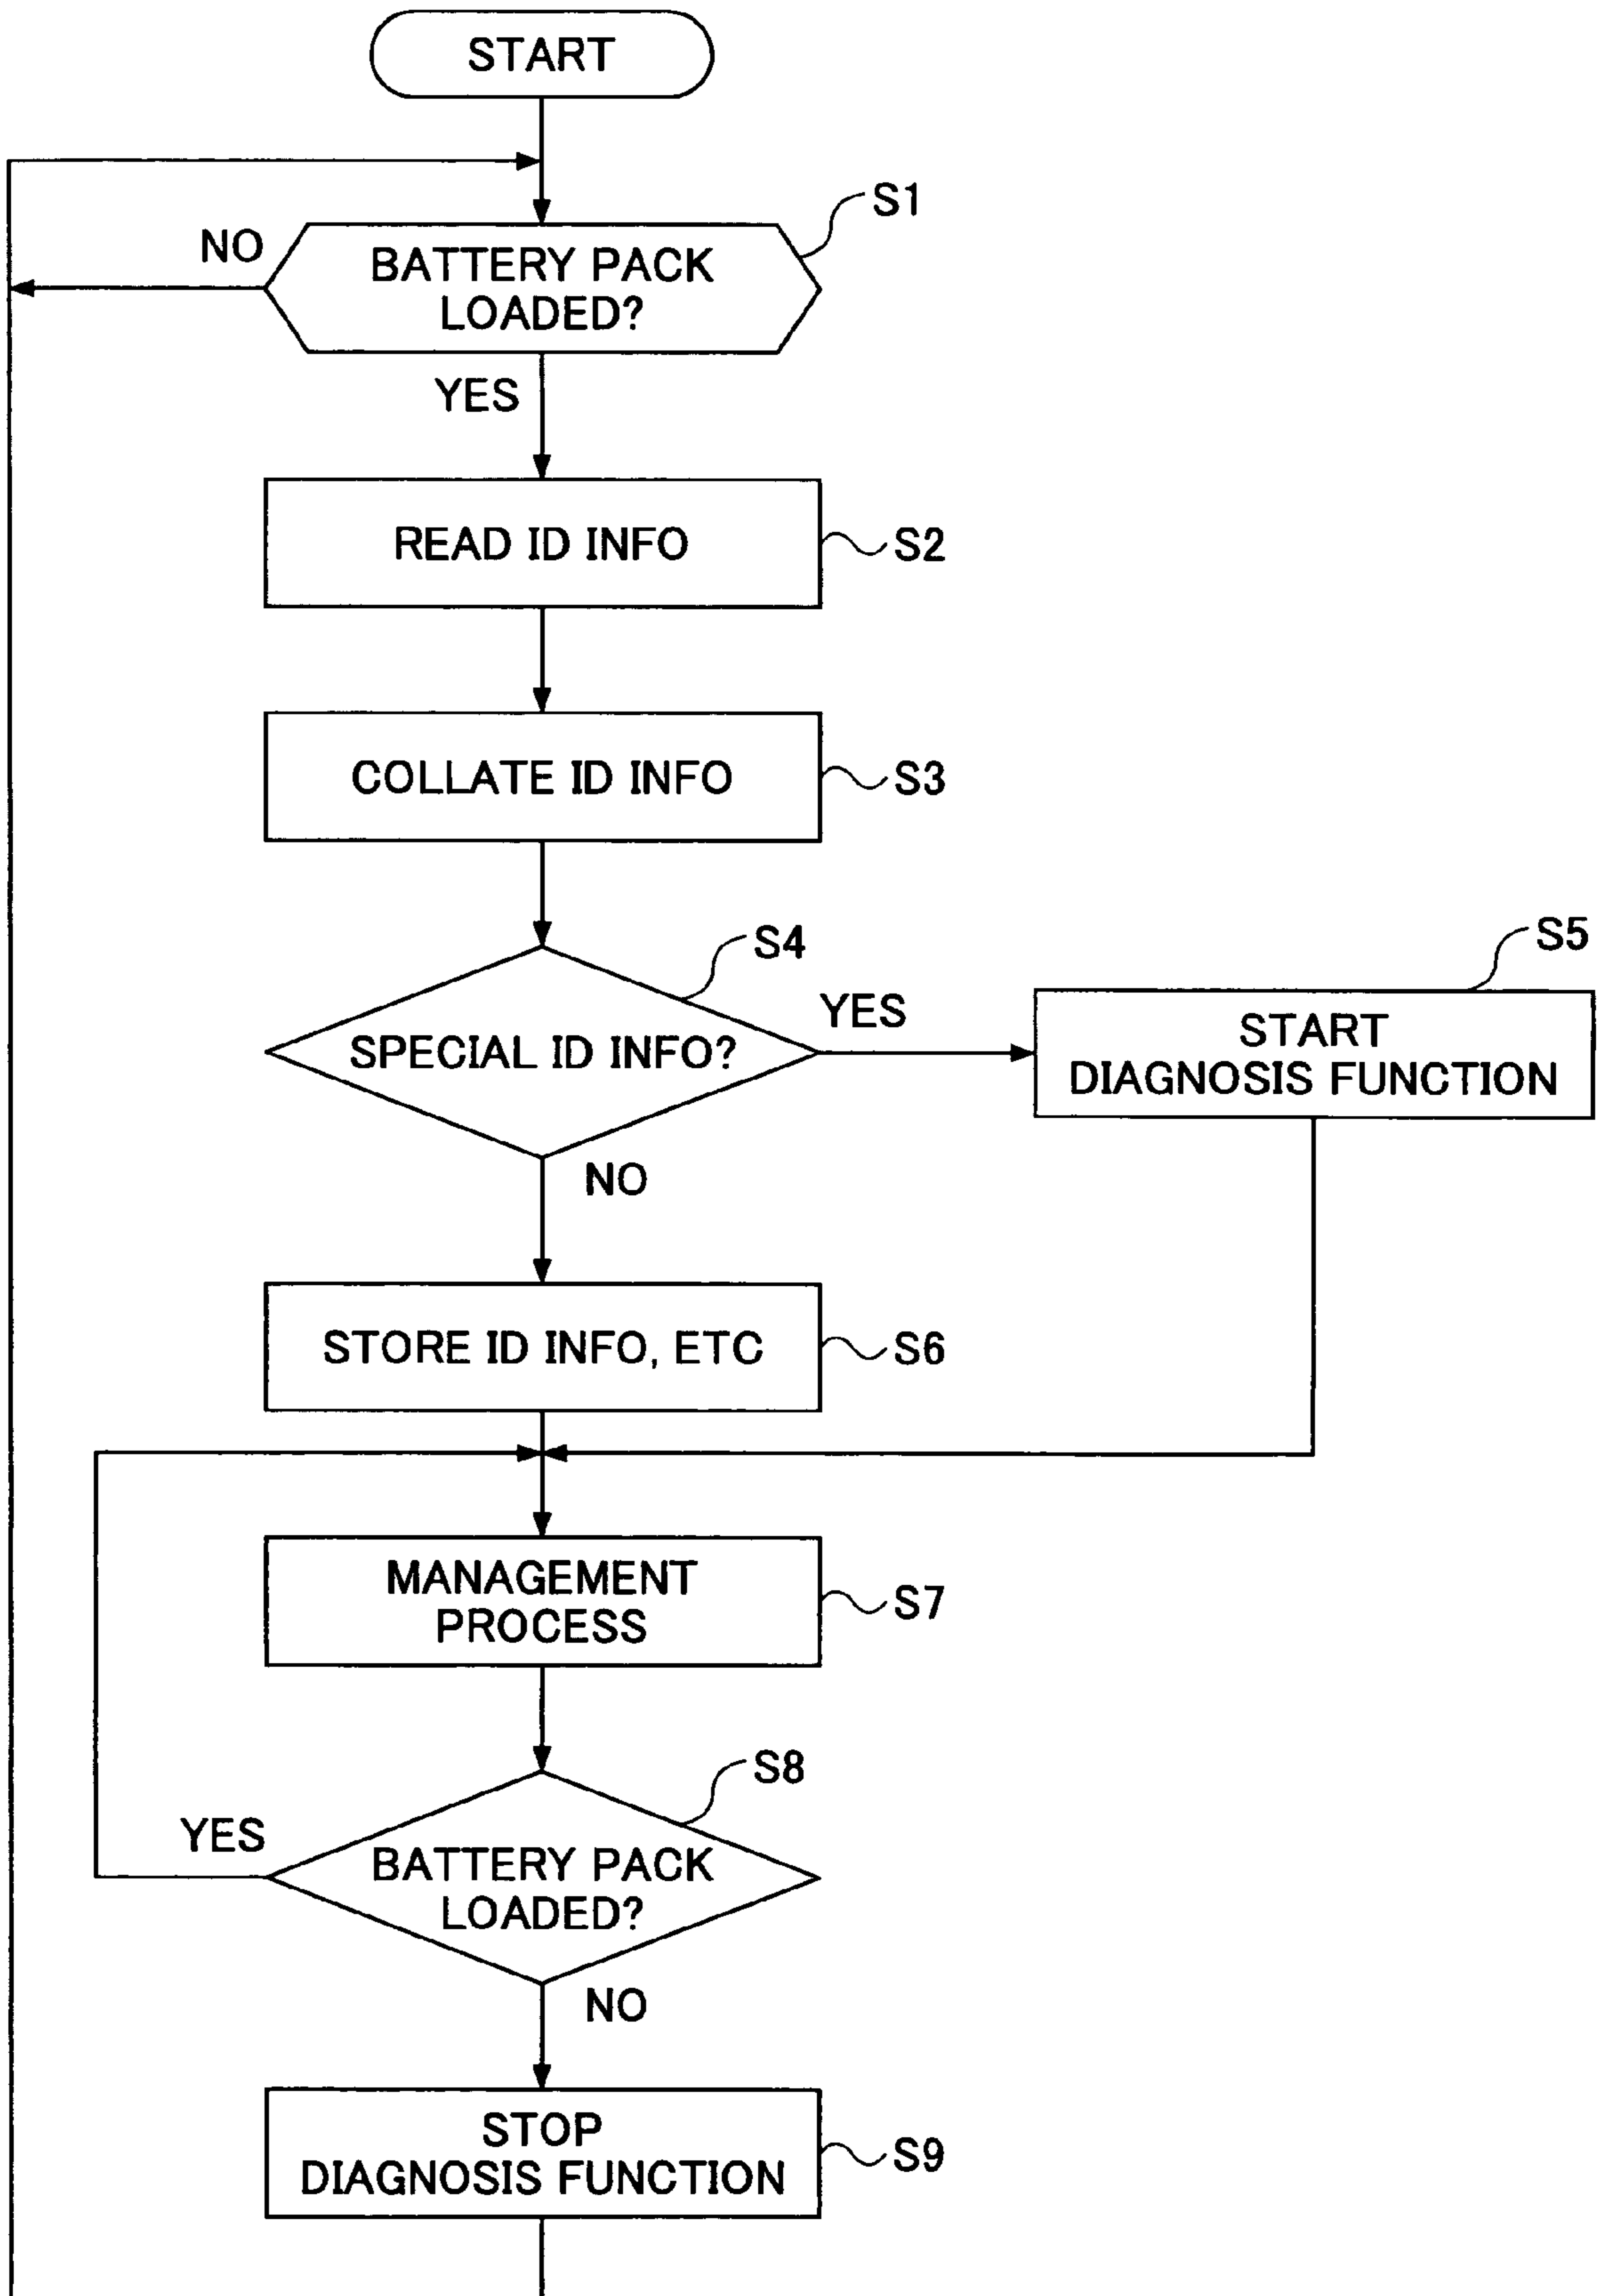 START
S1
NO
BATTERY PACK
LOADED?
YES
READ ID INFO
S2
COLLATE ID INFO
S3
S4
S5
YES
SPECIAL ID INFO?
START
DIAGNOSIS FUNCTION
NO
STORE ID INFO, ETC
S6
MANAGEMENT
PROCESS
S7
S8
YES
BATTERY PACK
LOADED?
NO
STOP
DIAGNOSIS FUNCTION
S9